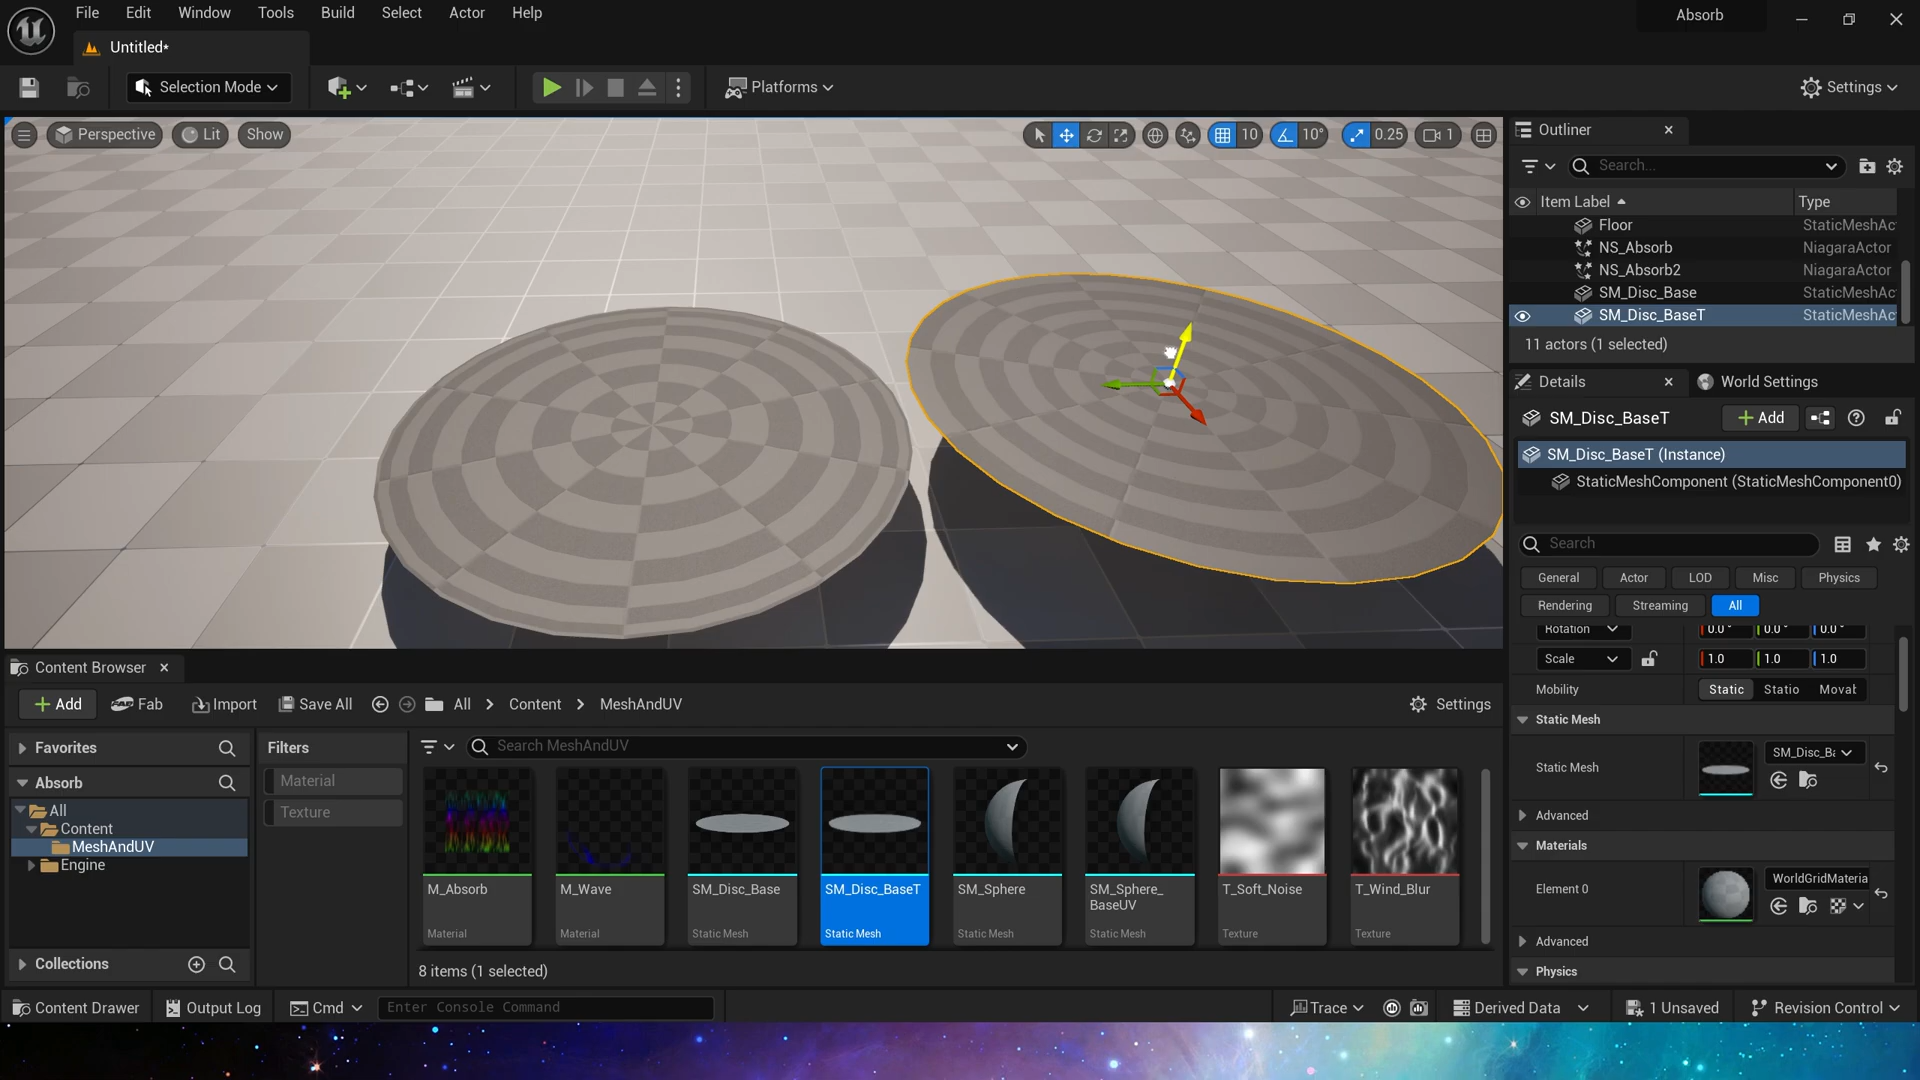 File Edit Window Tools Build Select Actor Help
Absorb
Untitled*
Selection Mode
Platforms
Settings
Perspective Lit Show
10 10° 0.25 1
Outliner
Search...
Item Label Type
Floor StaticMeshAc
NS_Absorb NiagaraActor
NS_Absorb2 NiagaraActor
SM_Disc_Base StaticMeshAc
SM_Disc_BaseT StaticMeshAc
11 actors (1 selected)
Details World Settings
SM_Disc_BaseT Add
SM_Disc_BaseT (Instance)
StaticMeshComponent (StaticMeshComponent0)
Search
General Actor LOD Misc Physics
Rendering Streaming All
Rotation 0.0° 0.0° 0.0°
Scale 1.0 1.0 1.0
Mobility Static Statio Movat
Static Mesh
Static Mesh SM_Disc_Ba
Advanced
Materials
Element 0 WorldGridMateria
Advanced
Physics
Content Browser
Add Fab Import Save All All Content MeshAndUV Settings
Favorites
Absorb
All
Content
MeshAndUV
Engine
Collections
Filters
Material
Texture
Search MeshAndUV
M_Absorb
Material
M_Wave
Material
SM_Disc_Base
Static Mesh
SM_Disc_BaseT
Static Mesh
SM_Sphere
Static Mesh
SM_Sphere_
BaseUV
Static Mesh
T_Soft_Noise
Texture
T_Wind_Blur
Texture
8 items (1 selected)
Content Drawer Output Log Cmd Enter Console Command Trace Derived Data 1 Unsaved Revision Control